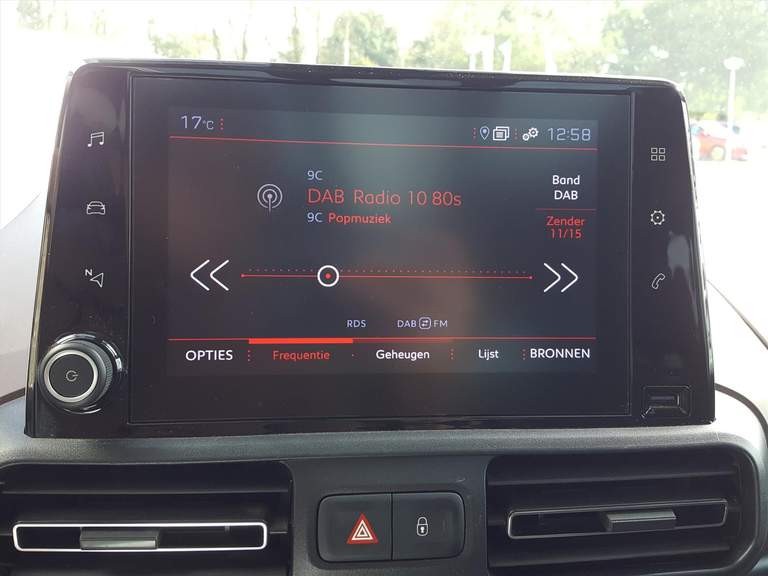 17°C 12:58
9C
DAB Radio 10 80s
9C Popmuziek
Band
DAB
Zender
11/15
N
RDS DAB FM
OPTIES Frequentie Geheugen Lijst BRONNEN